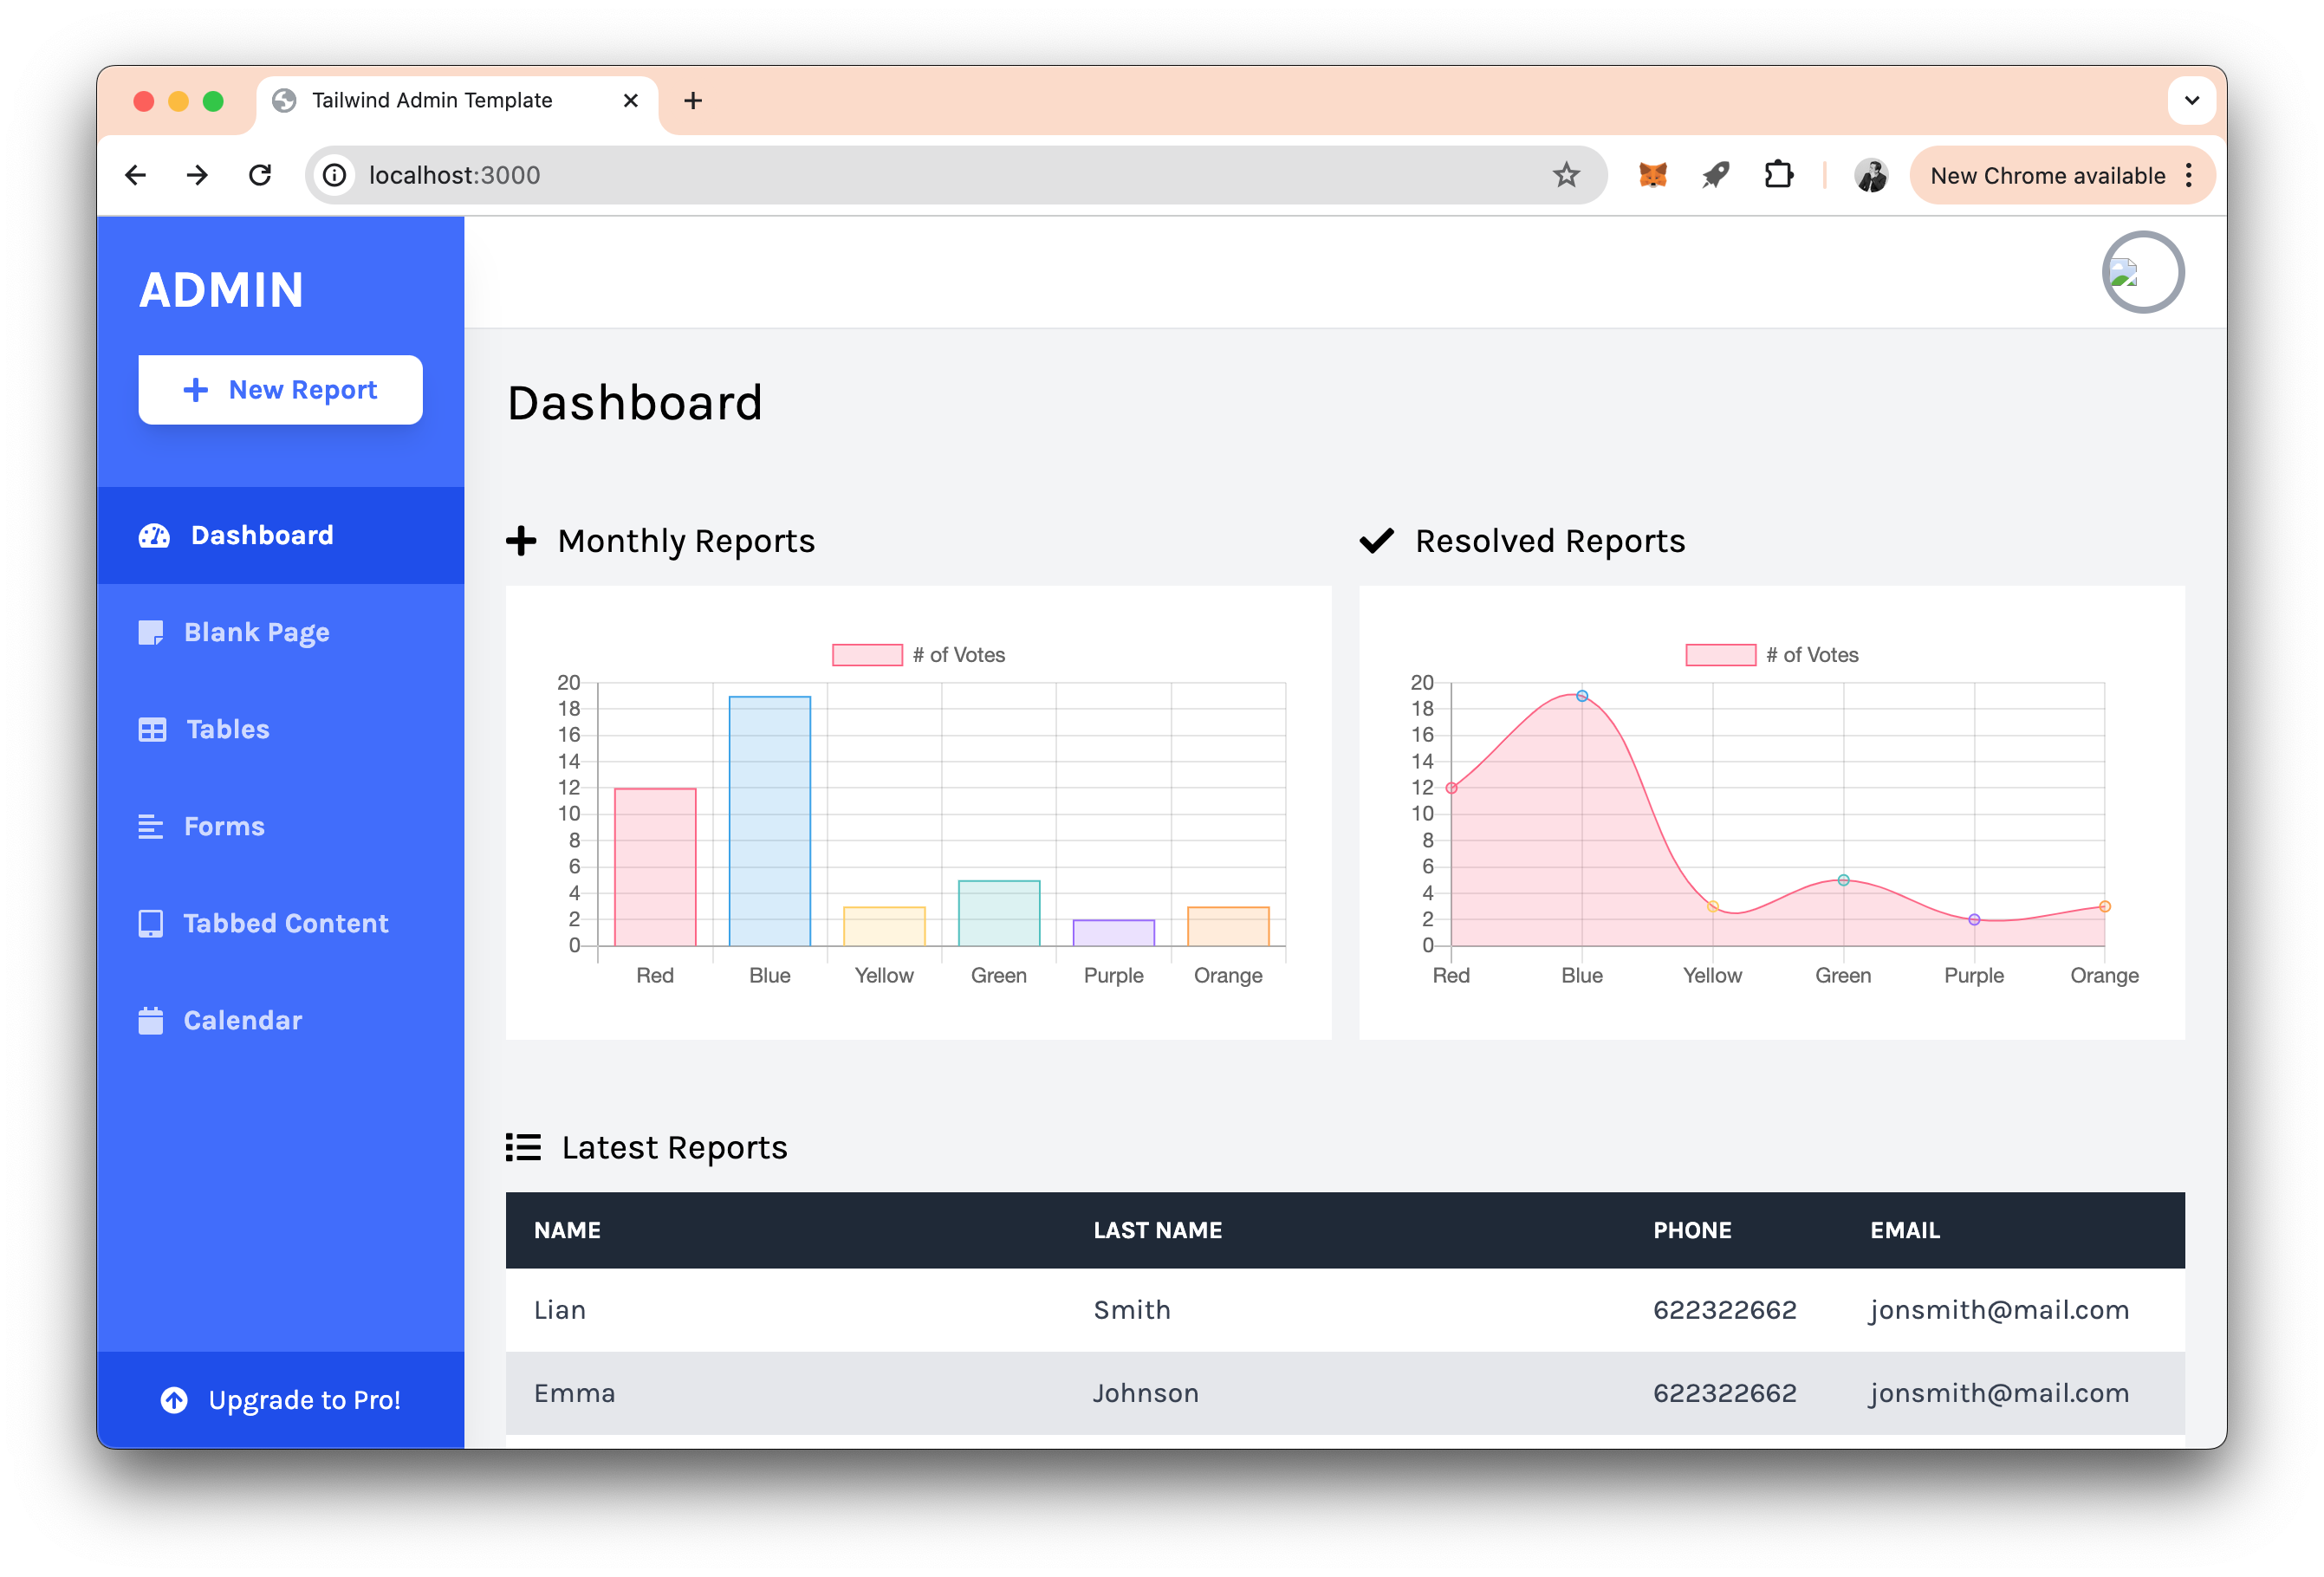 Tailwind Admin Template
localhost:3000
New Chrome available
ADMIN
New Report
Dashboard
Blank Page
Tables
Forms
Tabbed Content
Calendar
Upgrade to Pro!
Dashboard
Monthly Reports
# of Votes
20
18
16
14
12
10
8
6
4
2
0
Red Blue Yellow Green Purple Orange
Resolved Reports
# of Votes
20
18
16
14
12
10
8
6
4
2
0
Red Blue Yellow Green Purple Orange
Latest Reports
NAME LAST NAME PHONE EMAIL
Lian Smith 622322662 jonsmith@mail.com
Emma Johnson 622322662 jonsmith@mail.com